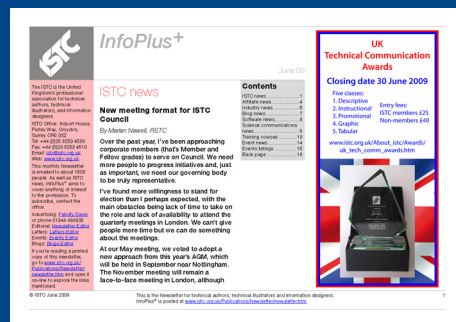 ISTC
InfoPlus+
June 09
The ISTC is the United
Kingdom's professional
association for technical
authors, technical
illustrators, and information
designers.
ISTC Office, Airport House,
Purley Way, Croydon,
Surrey CR0 0XZ
Tel: +44 (0)20 8253 4506
Fax: +44 (0)20 8253 4510
Email: istc@istc.org.uk
Web: www.istc.org.uk
This monthly Newsletter
is emailed to about 1500
people. As well as ISTC
news, InfoPlus+ aims to
cover anything of interest
to the profession. To
subscribe, contact the
office.
Advertising: Felicity Davie
or phone 01344 466600
Editorial: Newsletter Editor
Letters: Letters Editor
Events: Events Editor
Blogs: Blogs Editor
If you're reading a printed
copy of this newsletter,
go to www.istc.org.uk/
Publications/Newsletter/
newsletter.htm and open it
on-line to explore the links
mentioned.
ISTC news
New meeting format for ISTC
Council
By Marian Newell, FISTC
Over the past year, I've been approaching
corporate members (that's Member and
Fellow grades) to serve on Council. We need
more people to progress initiatives and, just
as important, we need our governing body
to be truly representative.
I've found more willingness to stand for
election than I perhaps expected, with the
main obstacles being lack of time to take on
the role and lack of availability to attend the
quarterly meetings in London. We can't give
people more time but we can do something
about the meetings.
At our May meeting, we voted to adopt a
new approach from this year's AGM, which
will be held in September near Nottingham.
The November meeting will remain a
face-to-face meeting in London, although
Contents
ISTC news..............1
Affiliate news..........4
Industry news..........6
Blog news..............7
Software news..........8
Science communications
news...................9
Training courses......10
Event news............14
Events listings.......15
Back page.............18
UK
Technical Communication
Awards
Closing date 30 June 2009
Five classes:
1. Descriptive
2. Instructional
3. Promotional
4. Graphic
5. Tabular
Entry fees:
ISTC members £25
Non-members £40
www.istc.org.uk/About_istc/Awards/
uk_tech_comm_awards.htm
© ISTC June 2009
This is the Newsletter for technical authors, technical illustrators and information designers.
InfoPlus+ is posted at www.istc.org.uk/Publications/Newsletter/newsletter.htm.
1